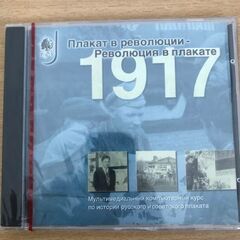 Плакат в революции -
Революция в плакате
1917
Мультимедийный компьютерный курс
по истории русского и советского плаката